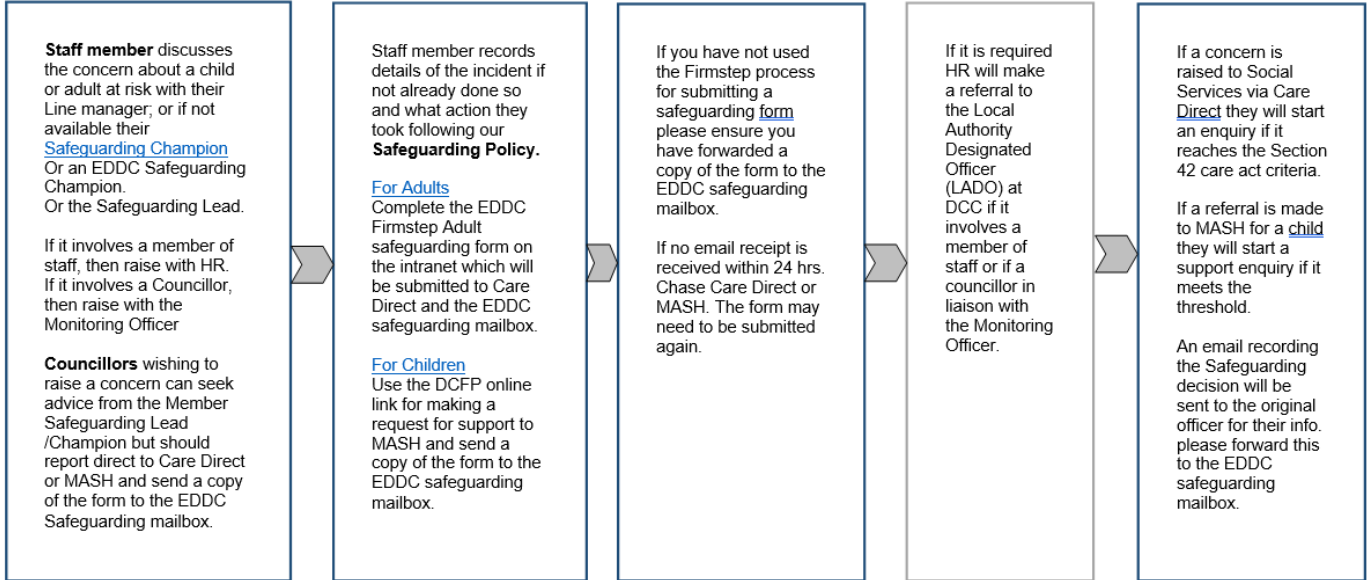 Staff member discusses
the concern about a child
or adult at risk with their
Line manager; or if not
available their
Safeguarding Champion
Or an EDDC Safeguarding
Champion.
Or the Safeguarding Lead.
If it involves a member of
staff, then raise with HR.
If it involves a Councillor,
then raise with the
Monitoring Officer
Councillors wishing to
raise a concern can seek
advice from the Member
Safeguarding Lead
/Champion but should
report direct to Care Direct
or MASH and send a copy
of the form to the EDDC
Safeguarding mailbox.
Staff member records
details of the incident if
not already done so
and what action they
took following our
Safeguarding Policy.
For Adults
Complete the EDDC
Firmstep Adult
safeguarding form on
the intranet which will
be submitted to Care
Direct and the EDDC
safeguarding mailbox.
For Children
Use the DCFP online
link for making a
request for support to
MASH and send a
copy of the form to the
EDDC safeguarding
mailbox.
If you have not used
the Firmstep process
for submitting a
safeguarding form
please ensure you
have forwarded a
copy of the form to the
EDDC safeguarding
mailbox.
If no email receipt is
received within 24 hrs.
Chase Care Direct or
MASH. The form may
need to be submitted
again.
If it is required
HR will make
a referral to
the Local
Authority
Designated
Officer
(LADO) at
DCC if it
involves a
member of
staff or if a
councillor in
liaison with
the Monitoring
Officer.
If a concern is
raised to Social
Services via Care
Direct they will start
an enquiry if it
reaches the Section
42 care act criteria.
If a referral is made
to MASH for a child
they will start a
support enquiry if it
meets the
threshold.
An email recording
the Safeguarding
decision will be
sent to the original
officer for their info.
please forward this
to the EDDC
safeguarding
mailbox.